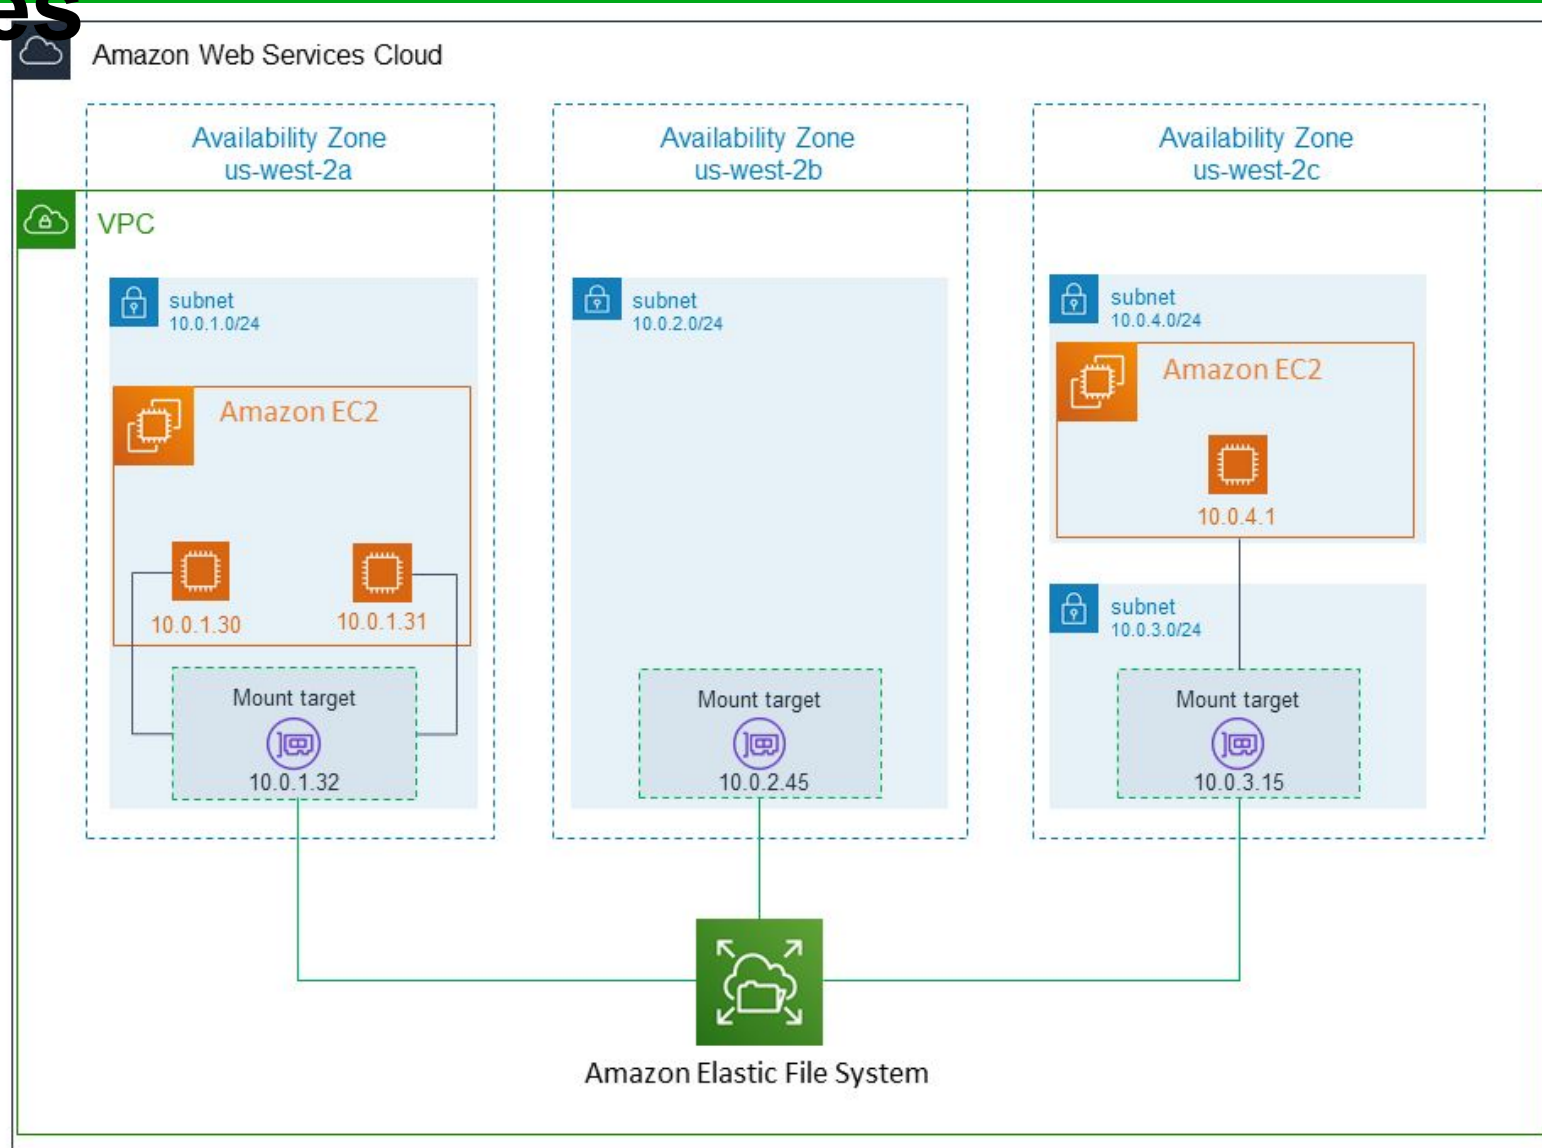 es
Amazon Web Services Cloud
Availability Zone
us-west-2a
Availability Zone
us-west-2b
Availability Zone
us-west-2c
VPC
subnet
10.0.1.0/24
Amazon EC2
10.0.1.30
10.0.1.31
Mount target
10.0.1.32
subnet
10.0.2.0/24
Mount target
10.0.2.45
subnet
10.0.4.0/24
Amazon EC2
10.0.4.1
subnet
10.0.3.0/24
Mount target
10.0.3.15
Amazon Elastic File System